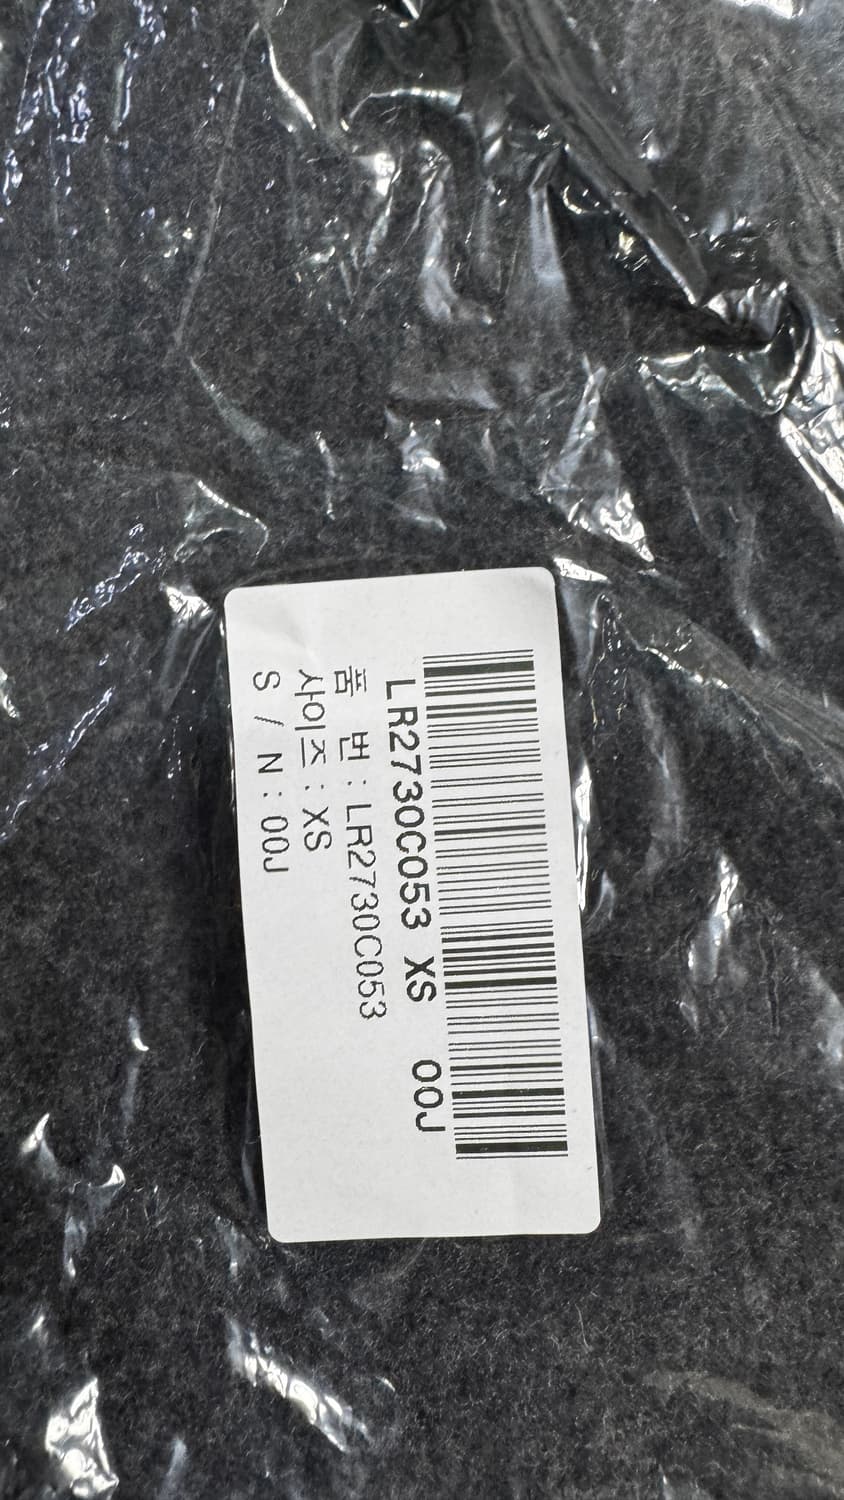 LR2730C053 XS 00J
품 번 : LR2730C053
사이즈 : XS
S / N : 00J